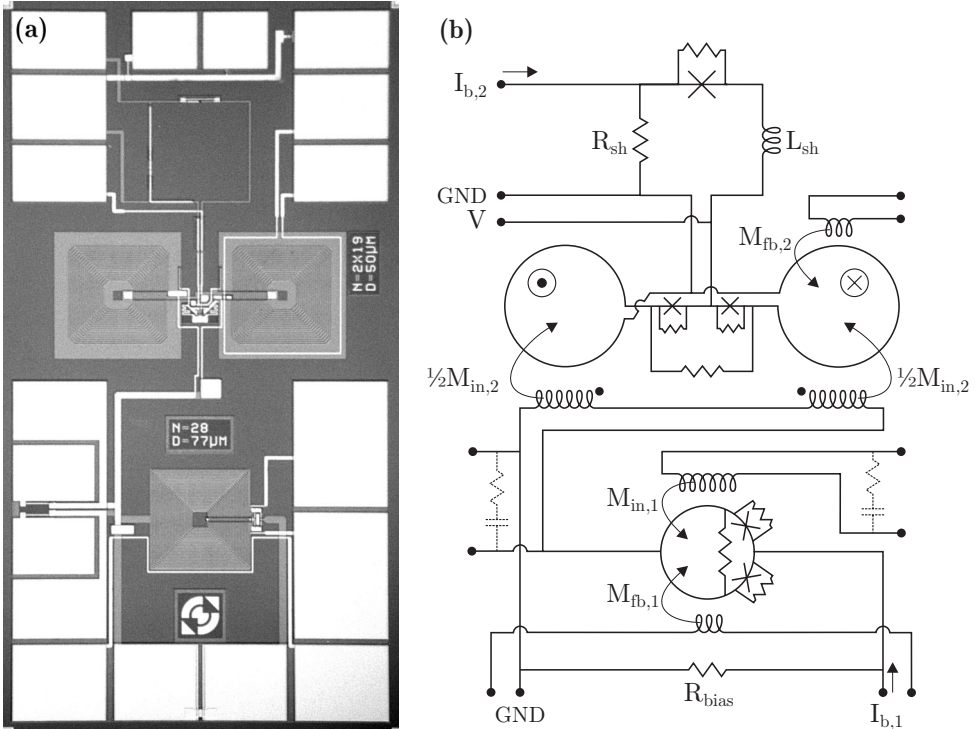 (a)
N=2X19
D=50µM
N=28
D=77µM
(b)
I_b,2
R_sh
L_sh
GND
V
M_fb,2
½M_in,2
½M_in,2
M_in,1
M_fb,1
R_bias
GND
I_b,1